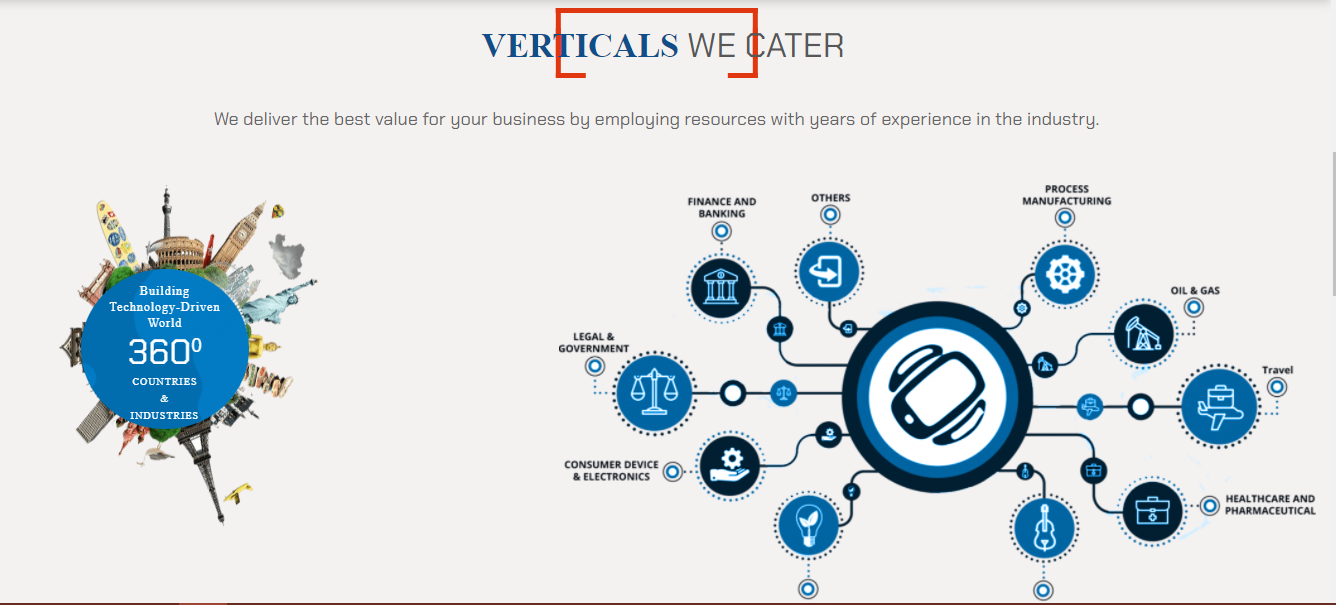 VERTICALS WE CATER
We deliver the best value for your business by employing resources with years of experience in the industry.
Building
Technology-Driven
World
360⁰
COUNTRIES
&
INDUSTRIES
FINANCE AND
BANKING
OTHERS
PROCESS
MANUFACTURING
OIL & GAS
LEGAL &
GOVERNMENT
Travel
CONSUMER DEVICE
& ELECTRONICS
HEALTHCARE AND
PHARMACEUTICAL